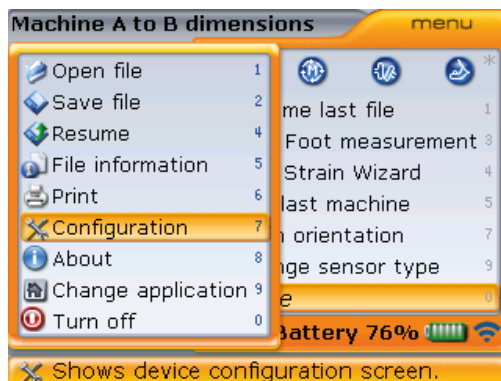 Machine A to B dimensions menu
Open file 1
Save file 2
Resume 4
File information 5
Print 6
Configuration 7
About 8
Change application 9
Turn off 0
*
me last file 1
Foot measurement 3
Strain Wizard 4
last machine 5
orientation 7
nge sensor type 9
e 0
Battery 76%
Shows device configuration screen.